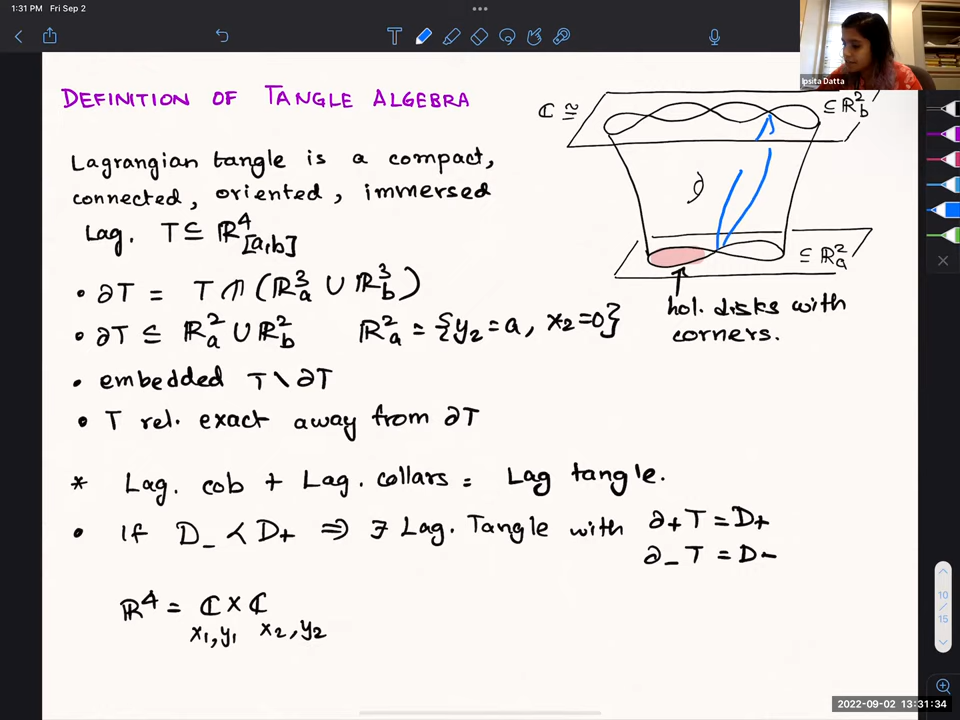 1:31 PM Fri Sep 2
Ipsita Datta
DEFINITION OF TANGLE ALGEBRA
Lagrangian tangle is a compact,
connected, oriented, immersed
Lag. T ⊆ ℝ⁴_[a,b]
• ∂T = T ⋔ (ℝ³_a ∪ ℝ³_b)
• ∂T ⊆ ℝ²_a ∪ ℝ²_b ℝ²_a = {y₂ = a, x₂ = 0}
• embedded T \ ∂T
• T rel. exact away from ∂T
* Lag. cob + Lag. collars = Lag tangle.
• If D₋ ≺ D₊ ⇒ ∃ Lag. Tangle with ∂₊T = D₊
∂₋T = D₋
ℝ⁴ = ℂ × ℂ
x₁, y₁ x₂, y₂
ℂ ≅
⊆ ℝ²_b
⊆ ℝ²_a
hol. disks with
corners.
10
/
15
2022-09-02 13:31:34